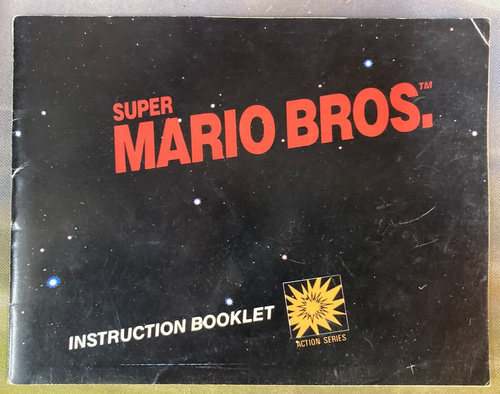 SUPER
MARIO BROS.™
INSTRUCTION BOOKLET
ACTION SERIES